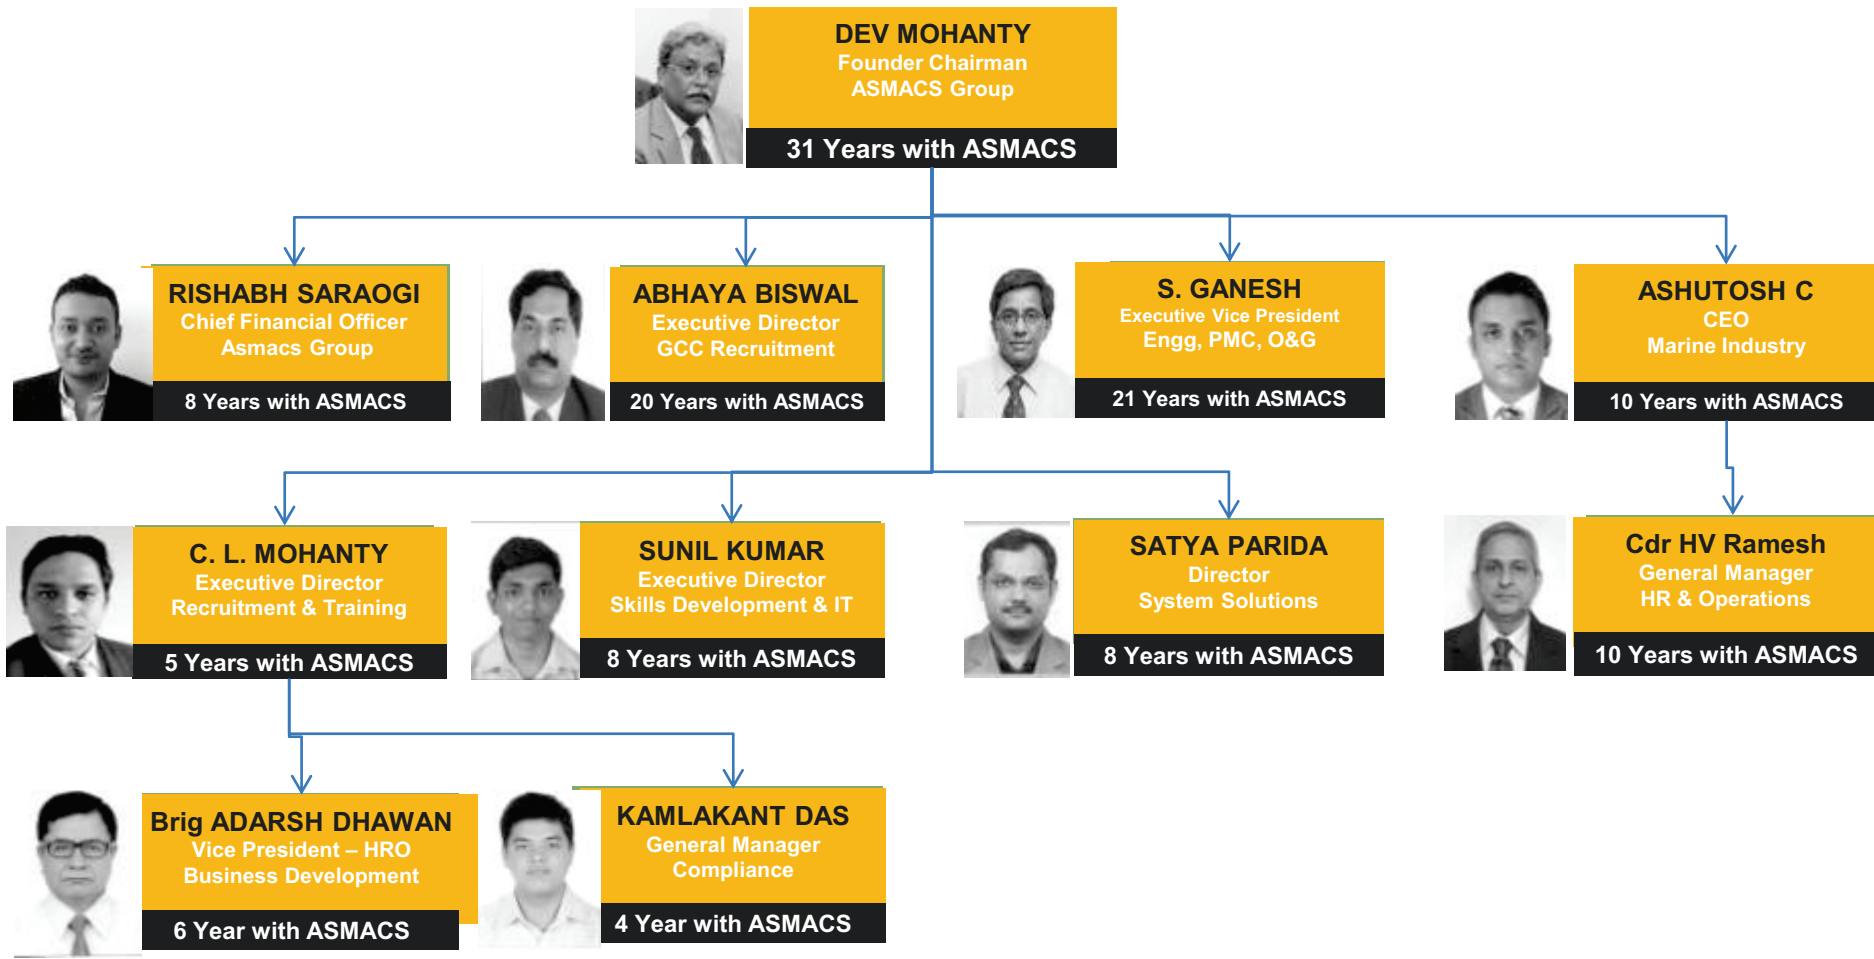 DEV MOHANTY
Founder Chairman
ASMACS Group
31 Years with ASMACS
RISHABH SARAOGI
Chief Financial Officer
Asmacs Group
8 Years with ASMACS
ABHAYA BISWAL
Executive Director
GCC Recruitment
20 Years with ASMACS
S. GANESH
Executive Vice President
Engg, PMC, O&G
21 Years with ASMACS
ASHUTOSH C
CEO
Marine Industry
10 Years with ASMACS
C. L. MOHANTY
Executive Director
Recruitment & Training
5 Years with ASMACS
SUNIL KUMAR
Executive Director
Skills Development & IT
8 Years with ASMACS
SATYA PARIDA
Director
System Solutions
8 Years with ASMACS
Cdr HV Ramesh
General Manager
HR & Operations
10 Years with ASMACS
Brig ADARSH DHAWAN
Vice President – HRO
Business Development
6 Year with ASMACS
KAMLAKANT DAS
General Manager
Compliance
4 Year with ASMACS